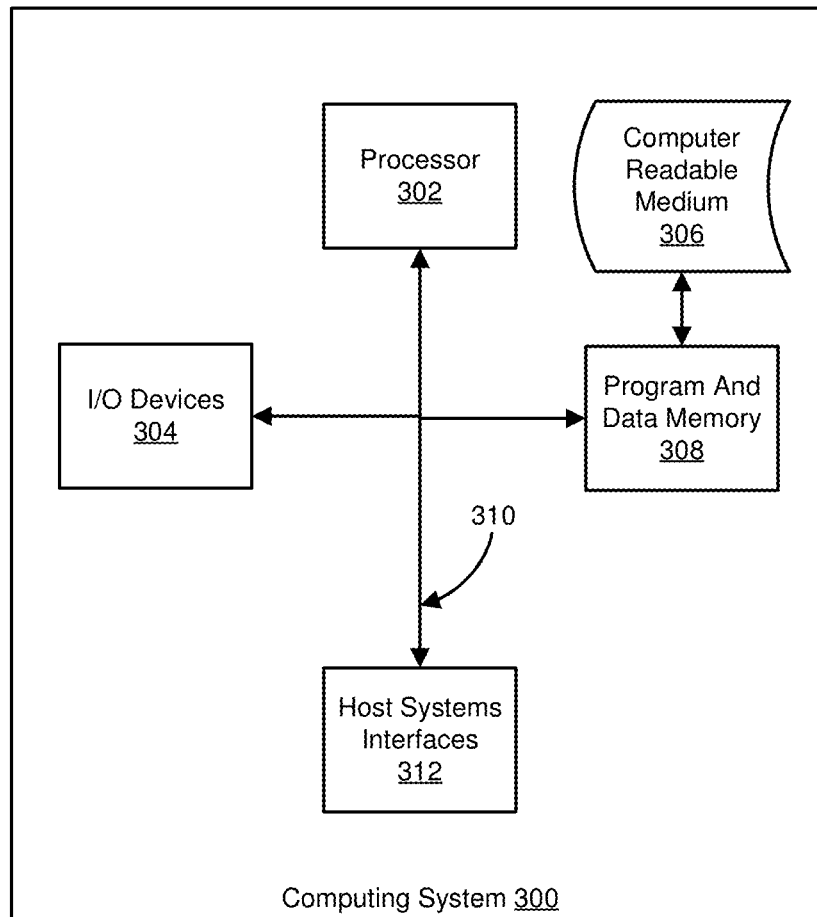 Processor
302
Computer
Readable
Medium
306
I/O Devices
304
Program And
Data Memory
308
310
Host Systems
Interfaces
312
Computing System 300